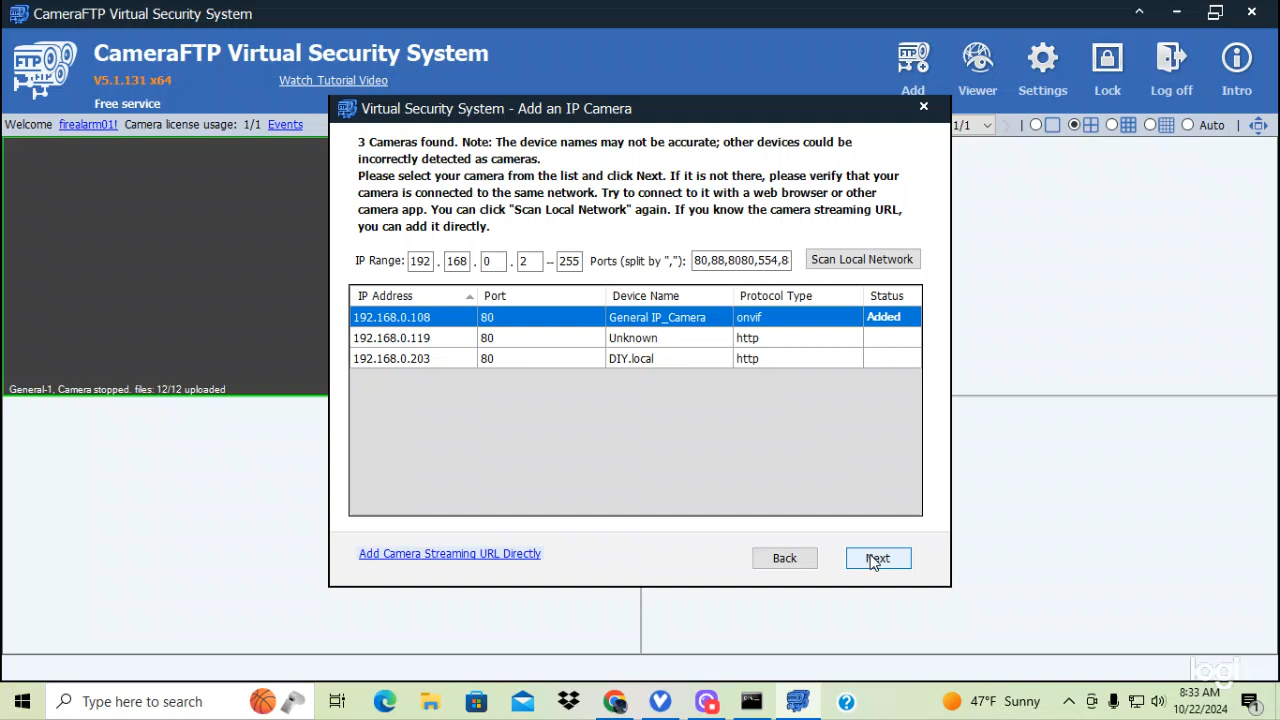 CameraFTP Virtual Security System
FTP
CameraFTP Virtual Security System
V5.1.131 x64
Watch Tutorial Video
Free service
Add
Viewer
Settings
Lock
Log off
Intro
Welcome firealarm01! Camera license usage: 1/1 Events
1/1
Auto
Virtual Security System - Add an IP Camera
3 Cameras found. Note: The device names may not be accurate; other devices could be
incorrectly detected as cameras.
Please select your camera from the list and click Next. If it is not there, please verify that your
camera is connected to the same network. Try to connect to it with a web browser or other
camera app. You can click "Scan Local Network" again. If you know the camera streaming URL,
you can add it directly.
IP Range: 192 . 168 . 0 . 2 -- 255 Ports (split by ","): 80,88,8080,554,8 Scan Local Network
IP Address Port Device Name Protocol Type Status
192.168.0.108 80 General IP_Camera onvif Added
192.168.0.119 80 Unknown http
192.168.0.203 80 DIY.local http
General-1, Camera stopped. files: 12/12 uploaded
Add Camera Streaming URL Directly
Back
Next
logi
Type here to search
47°F Sunny
8:33 AM
10/22/2024
1